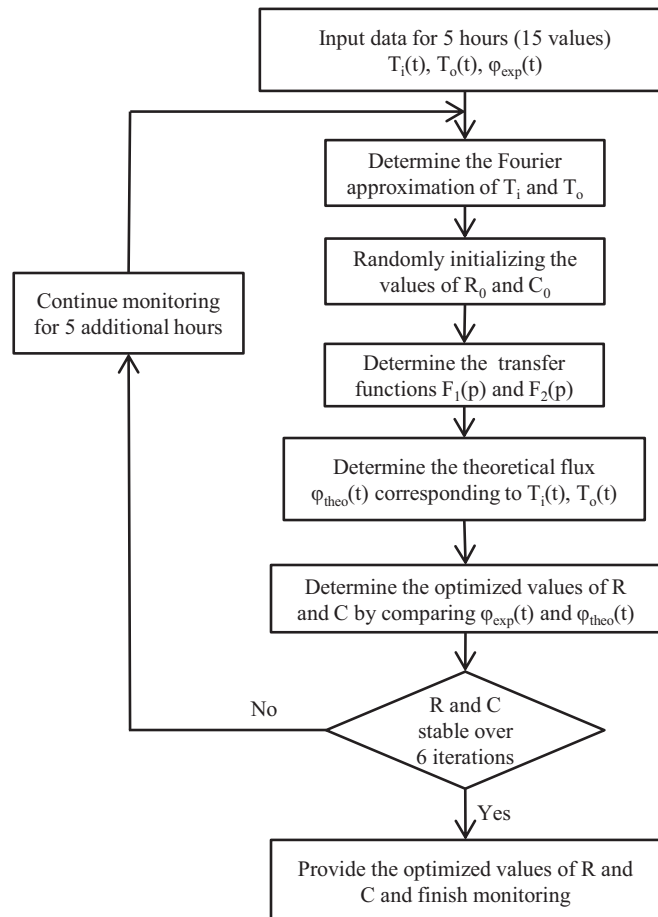 Input data for 5 hours (15 values)
Tᵢ(t), Tₒ(t), φₑₓₚ(t)
Determine the Fourier
approximation of Tᵢ and Tₒ
Randomly initializing the
values of R₀ and C₀
Continue monitoring
for 5 additional hours
Determine the transfer
functions F₁(p) and F₂(p)
Determine the theoretical flux
φₜₕₑₒ(t) corresponding to Tᵢ(t), Tₒ(t)
Determine the optimized values of R
and C by comparing φₑₓₚ(t) and φₜₕₑₒ(t)
R and C
stable over
6 iterations
No
Yes
Provide the optimized values of R and
C and finish monitoring